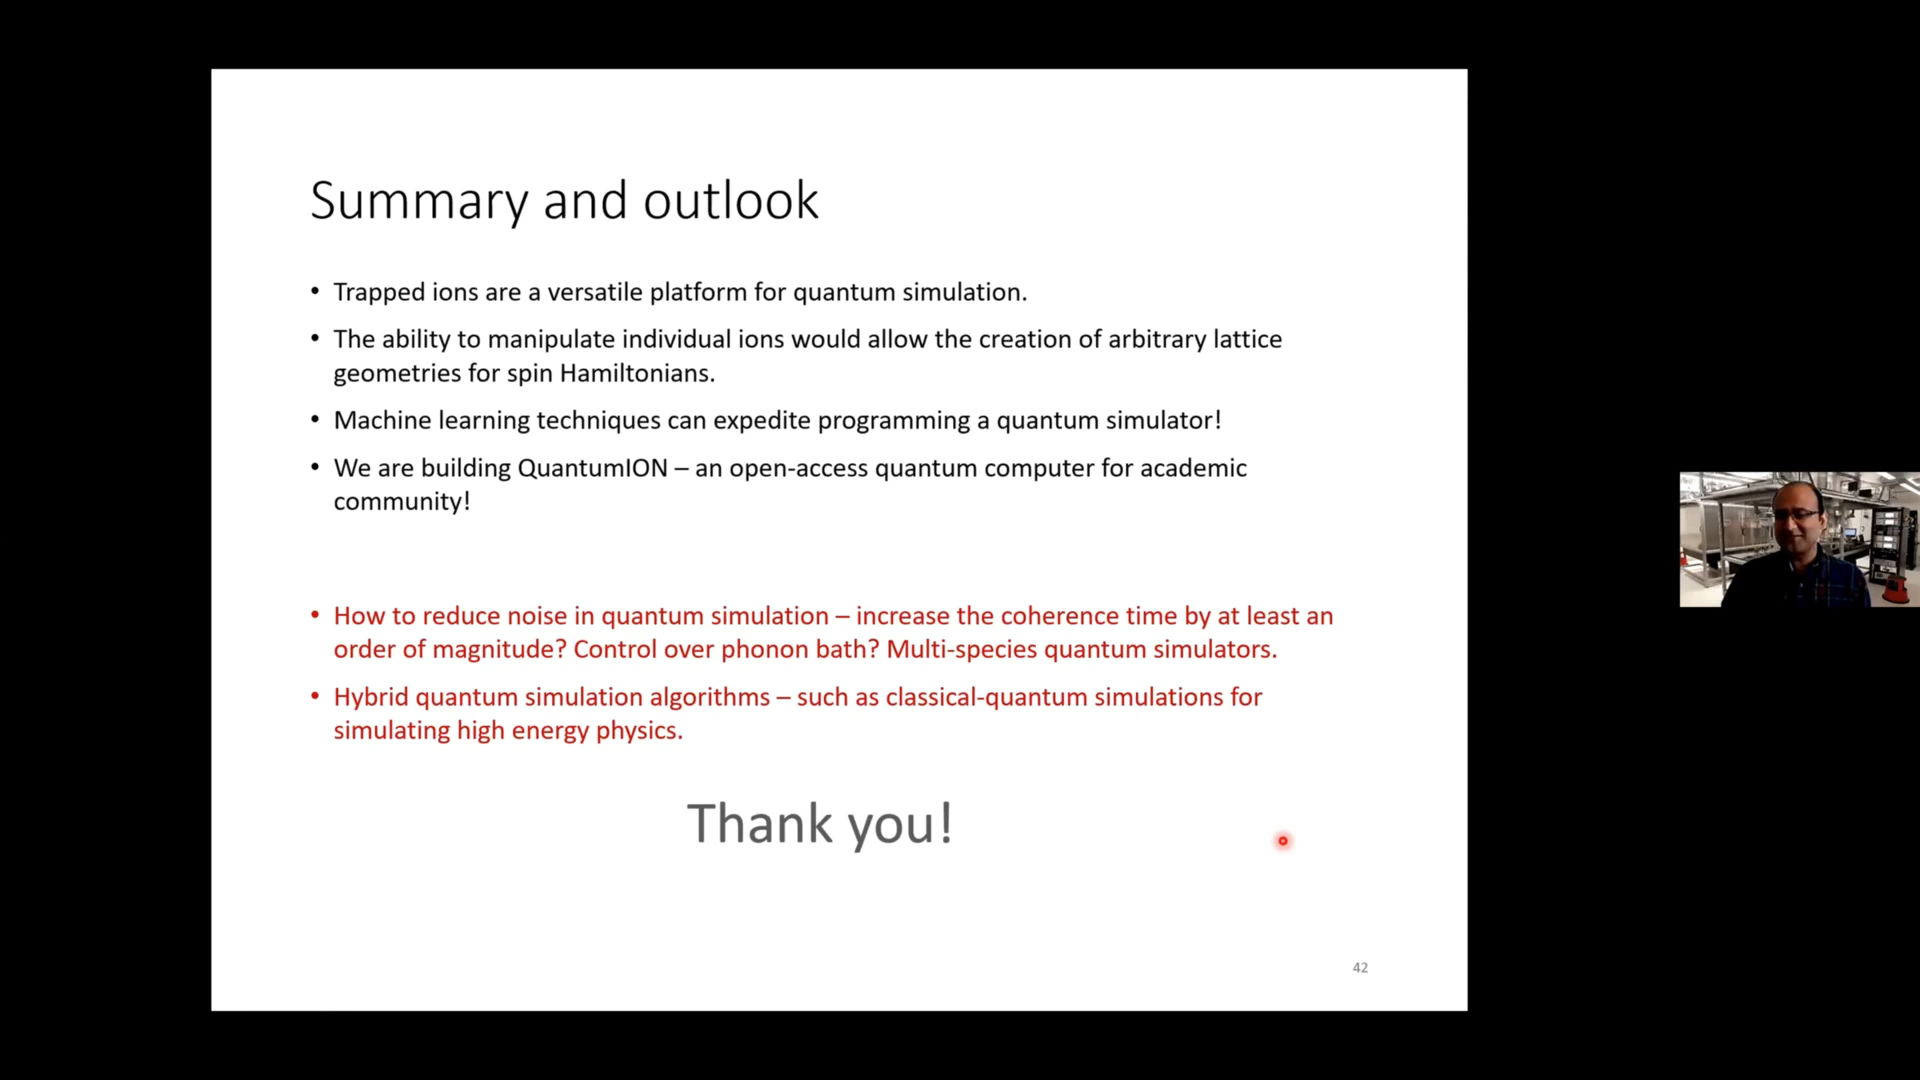 Summary and outlook
• Trapped ions are a versatile platform for quantum simulation.
• The ability to manipulate individual ions would allow the creation of arbitrary lattice
geometries for spin Hamiltonians.
• Machine learning techniques can expedite programming a quantum simulator!
• We are building QuantumION – an open-access quantum computer for academic
community!
• How to reduce noise in quantum simulation – increase the coherence time by at least an
order of magnitude? Control over phonon bath? Multi-species quantum simulators.
• Hybrid quantum simulation algorithms – such as classical-quantum simulations for
simulating high energy physics.
Thank you!
42